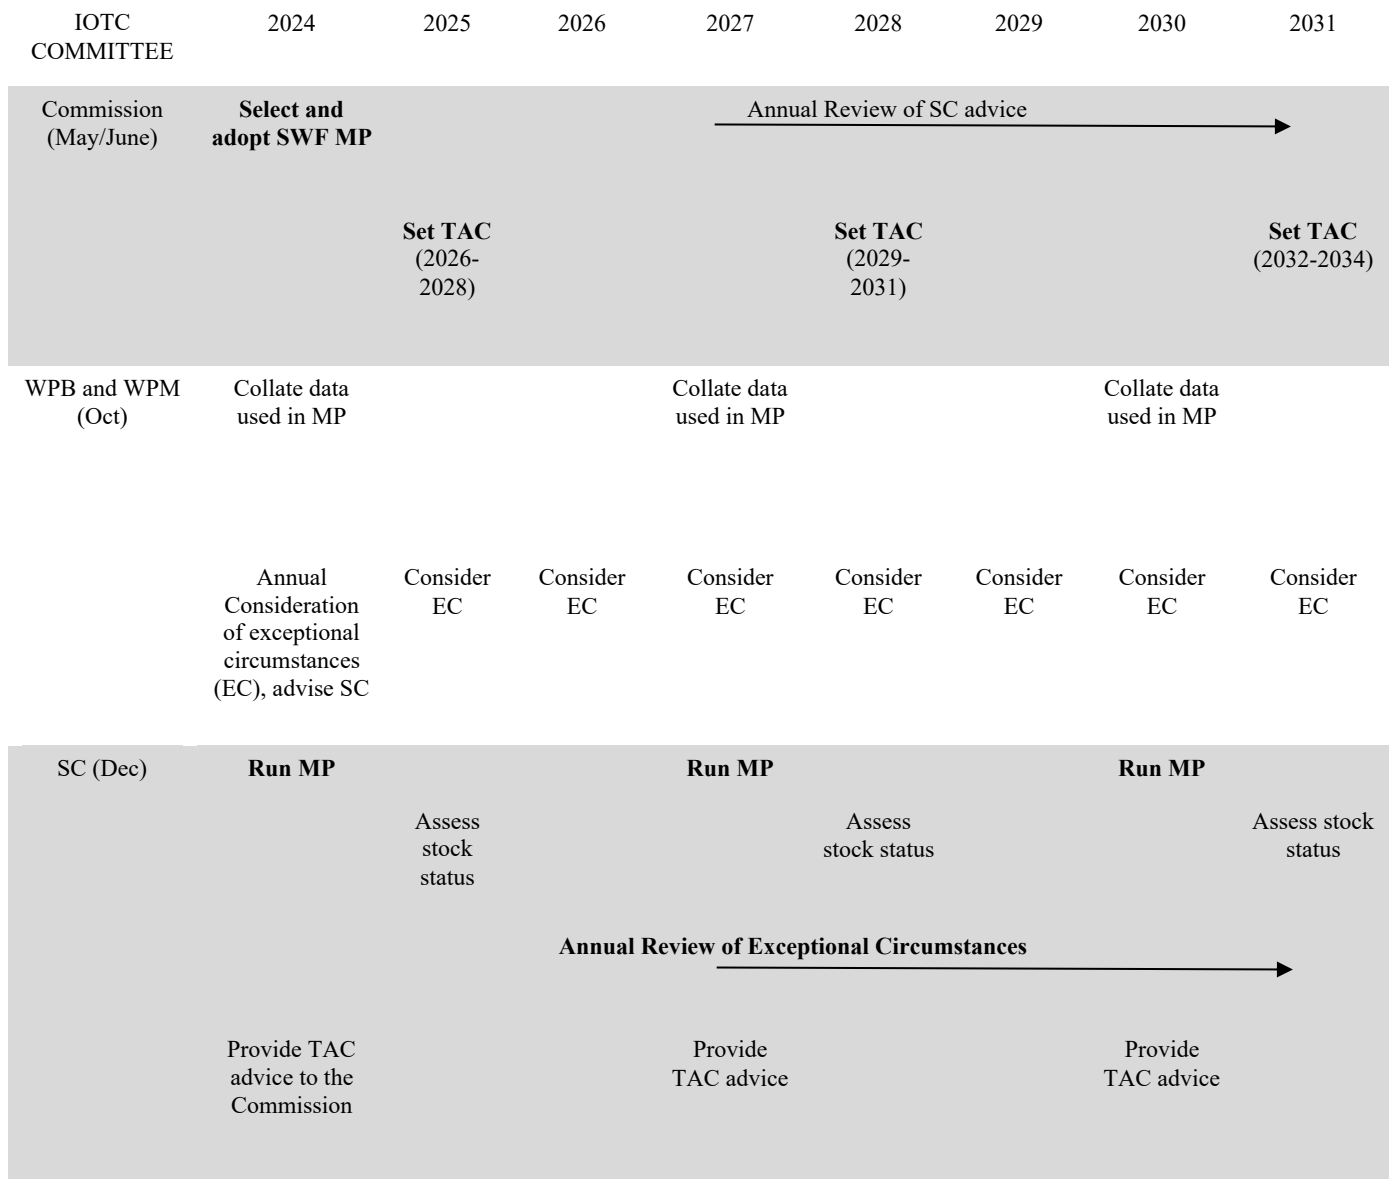 IOTC COMMITTEE 2024 2025 2026 2027 2028 2029 2030 2031
Commission
(May/June)
Select and
adopt SWF MP
Annual Review of SC advice
Set TAC
(2026-
2028)
Set TAC
(2029-
2031)
Set TAC
(2032-2034)
WPB and WPM
(Oct)
Collate data
used in MP
Collate data
used in MP
Collate data
used in MP
Annual
Consideration
of exceptional
circumstances
(EC), advise SC
Consider
EC
Consider
EC
Consider
EC
Consider
EC
Consider
EC
Consider
EC
Consider
EC
SC (Dec)
Run MP
Run MP
Run MP
Assess
stock
status
Assess
stock status
Assess stock
status
Annual Review of Exceptional Circumstances
Provide TAC
advice to the
Commission
Provide
TAC advice
Provide
TAC advice